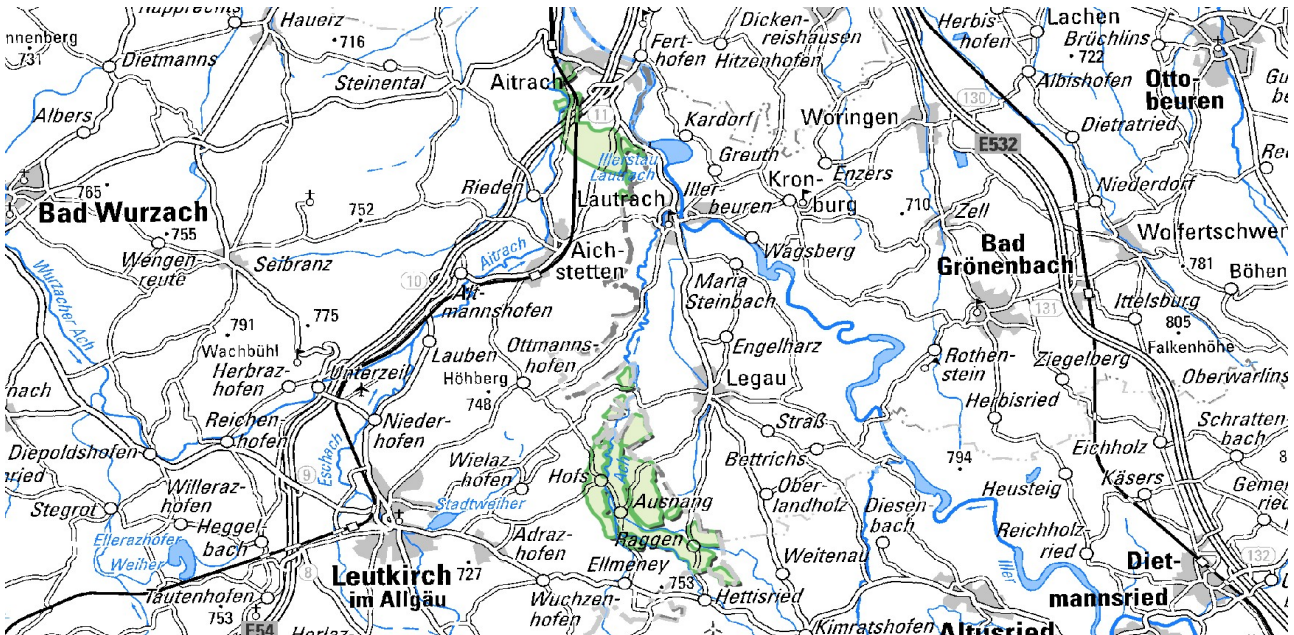 Hauerz
716
Dietmanns
731
Steinental
Albers
765
Bad Wurzach
755
Wengen-
reute
752
Seibranz
Wurzacher Ach
791
775
Wachbühl
Herbraz-
hofen
Unterzeil
Reichen-
hofen
Diepoldshofen
Willeraz-
hofen
Stegrot
Heggel-
bach
Ellerazhofer
Weiher
Tautenhofen
753
E54
8
9
10
11
Aitrach
Rieden
Aitrach
Aich-
stetten
Alt-
mannshofen
Lauben
Ottmanns-
hofen
Höhberg
748
Nieder-
hofen
Eschach
Wielaz-
hofen
Stadtweiher
Leutkirch
im Allgäu
727
Adraz-
hofen
Wuchzen-
hofen
Ellmeney
753
Hettisried
Hofs
Ach
Ausnang
Raggen
Fert-
hofen
Dicken-
reishausen
Hitzenhofen
Kardorf
Greuth
Illerstau
Lautrach
Lautrach
Iller-
beuren
Kron-
burg
Enzers
Woringen
Wagsberg
Maria
Steinbach
Engelharz
Legau
Straß
Bettrichs
Ober-
landholz
Diesen-
bach
Weitenau
Kimratshofen
Altusried
Iller
Herbis-
hofen
Lachen
Brüchlins
722
Albishofen
Otto-
beuren
130
E532
Dietratried
Niederdorf
710
Zell
Wolfertschwen
Bad
Grönenbach
781
Böhen
131
Ittelsburg
805
Falkenhöhe
Rothen-
stein
Ziegelberg
Oberwarlins
Herbisried
Schratten-
bach
Eichholz
794
Heusteig
Käsers
Reichholz-
ried
Diet-
mannsried
132